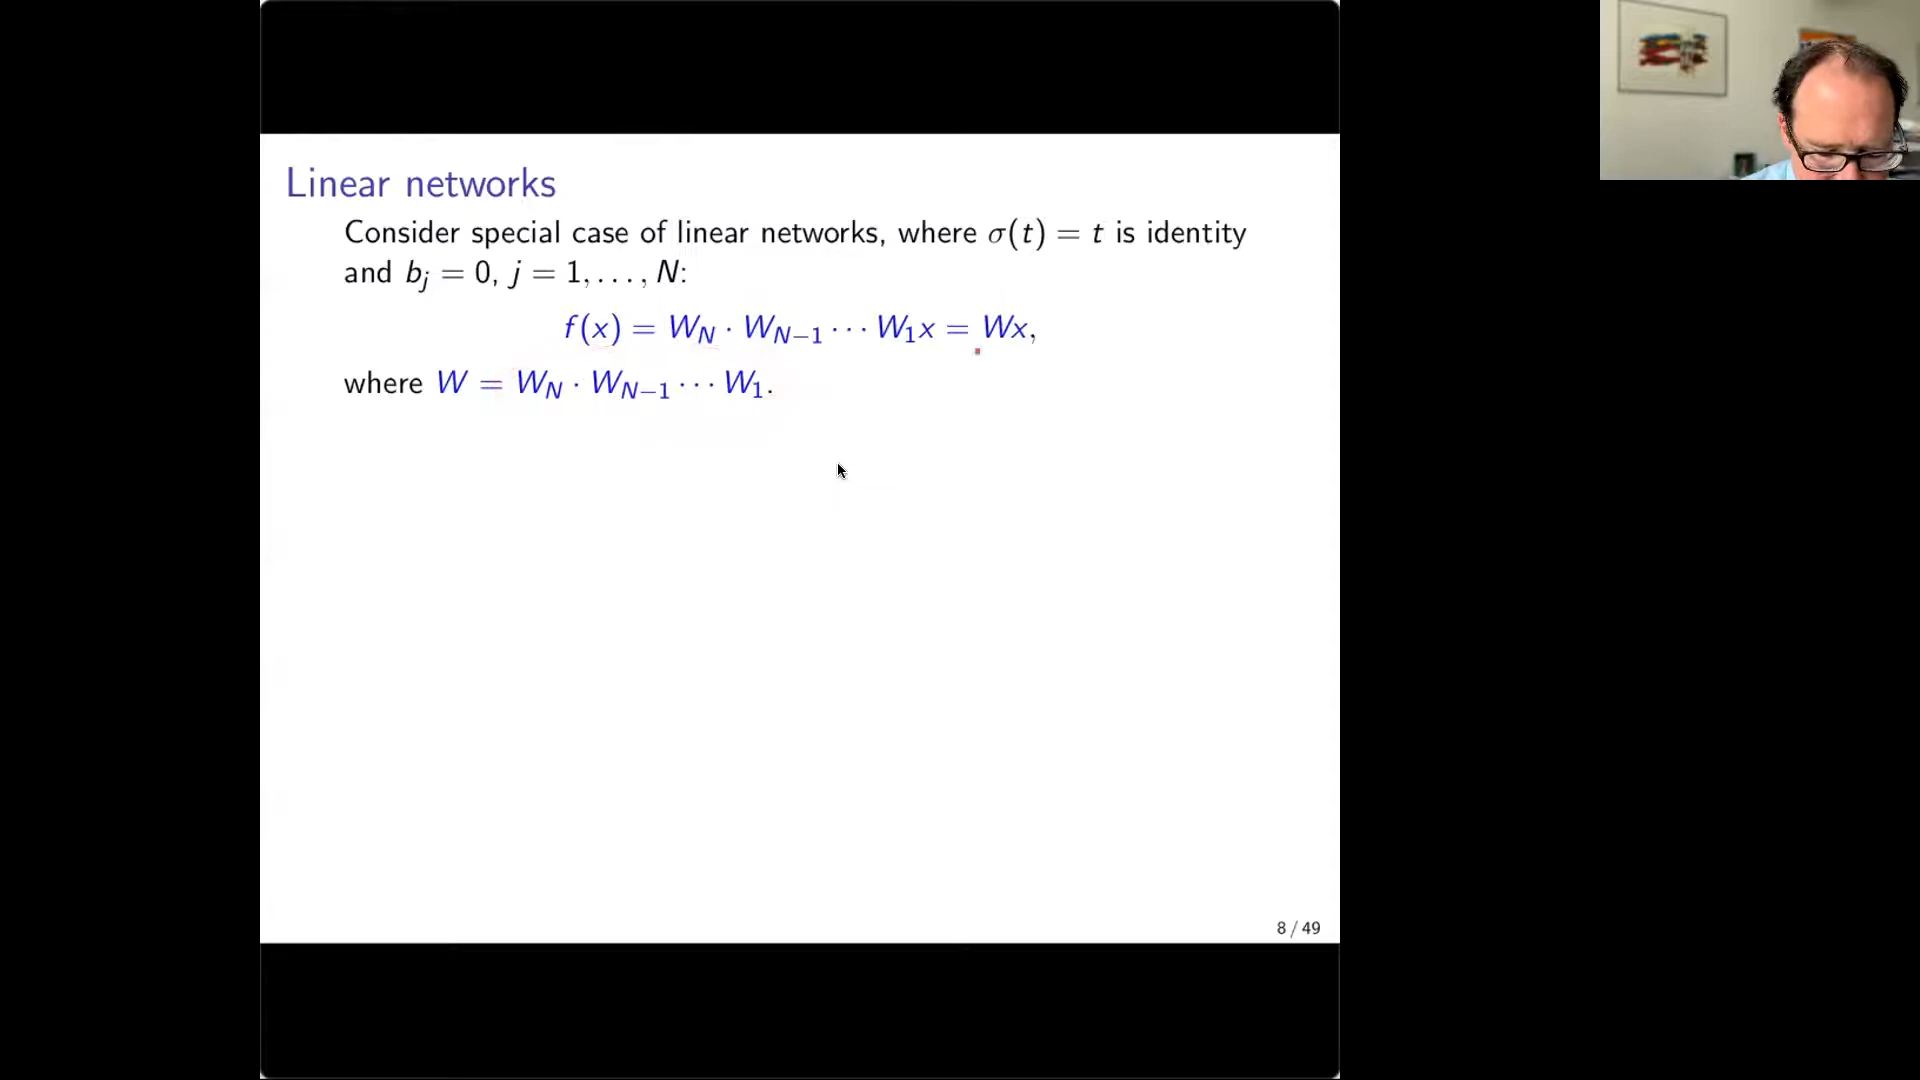 Linear networks
Consider special case of linear networks, where σ(t) = t is identity
and b_j = 0, j = 1, . . . , N:
f(x) = W_N · W_{N−1} · · · W_1x = Wx,
where W = W_N · W_{N−1} · · · W_1.
8 / 49